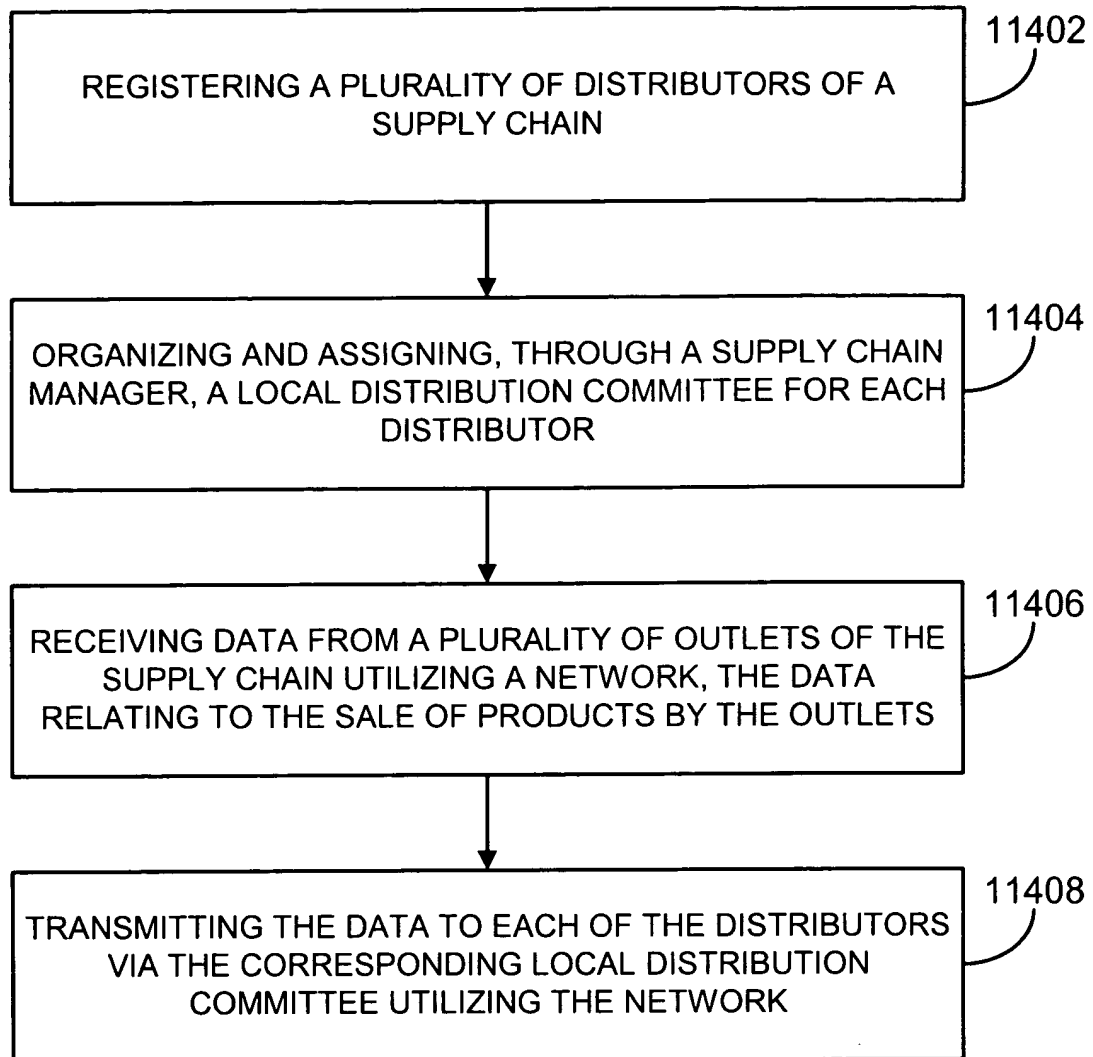 11402
REGISTERING A PLURALITY OF DISTRIBUTORS OF A
SUPPLY CHAIN
11404
ORGANIZING AND ASSIGNING, THROUGH A SUPPLY CHAIN
MANAGER, A LOCAL DISTRIBUTION COMMITTEE FOR EACH
DISTRIBUTOR
11406
RECEIVING DATA FROM A PLURALITY OF OUTLETS OF THE
SUPPLY CHAIN UTILIZING A NETWORK, THE DATA
RELATING TO THE SALE OF PRODUCTS BY THE OUTLETS
11408
TRANSMITTING THE DATA TO EACH OF THE DISTRIBUTORS
VIA THE CORRESPONDING LOCAL DISTRIBUTION
COMMITTEE UTILIZING THE NETWORK